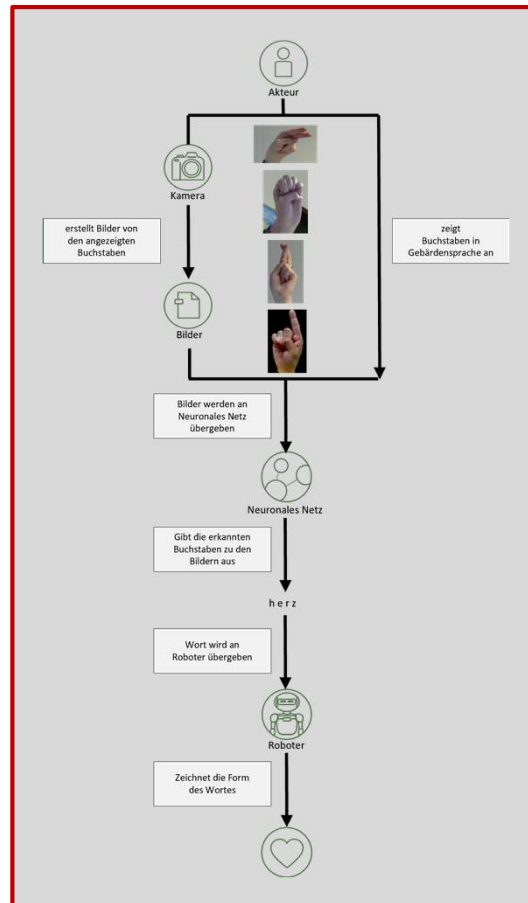 Akteur
Kamera
erstellt Bilder von
den angezeigten
Buchstaben
zeigt
Buchstaben in
Gebärdensprache an
Bilder
Bilder werden an
Neuronales Netz
übergeben
Neuronales Netz
Gibt die erkannten
Buchstaben zu den
Bildern aus
h e r z
Wort wird an
Roboter übergeben
Roboter
Zeichnet die Form
des Wortes